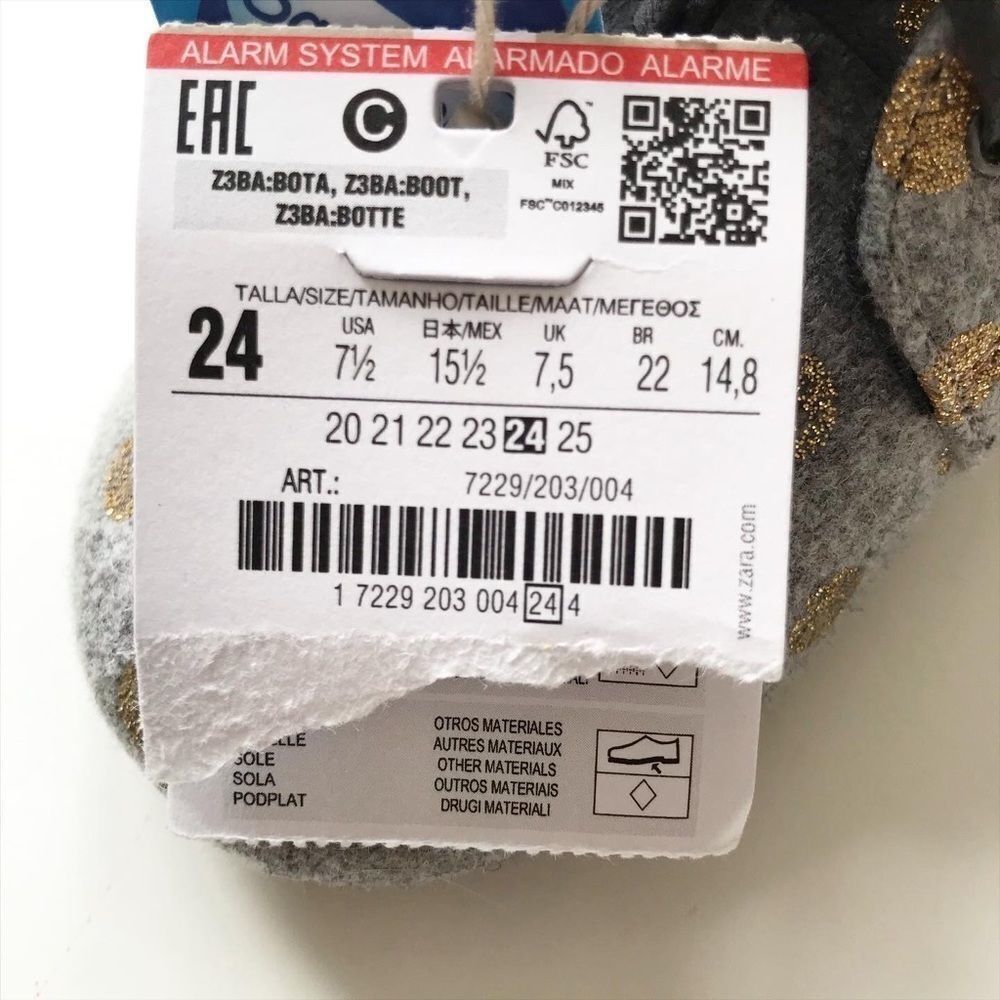 ALARM SYSTEM ALARMADO ALARME
EAC
C
FSC
MIX
FSC™ C012345
Z3BA:BOTA, Z3BA:BOOT,
Z3BA:BOTTE
TALLA/SIZE/TAMANHO/TAILLE/MAAT/ΜΕΓΕΘΟΣ
24
USA 日本/MEX UK BR CM.
7½ 15½ 7,5 22 14,8
20 21 22 23 24 25
ART.: 7229/203/004
1 7229 203 004 24 4
www.zara.com
SOLE
SOLA
PODPLAT
OTROS MATERIALES
AUTRES MATERIAUX
OTHER MATERIALS
OUTROS MATERIAIS
DRUGI MATERIALI